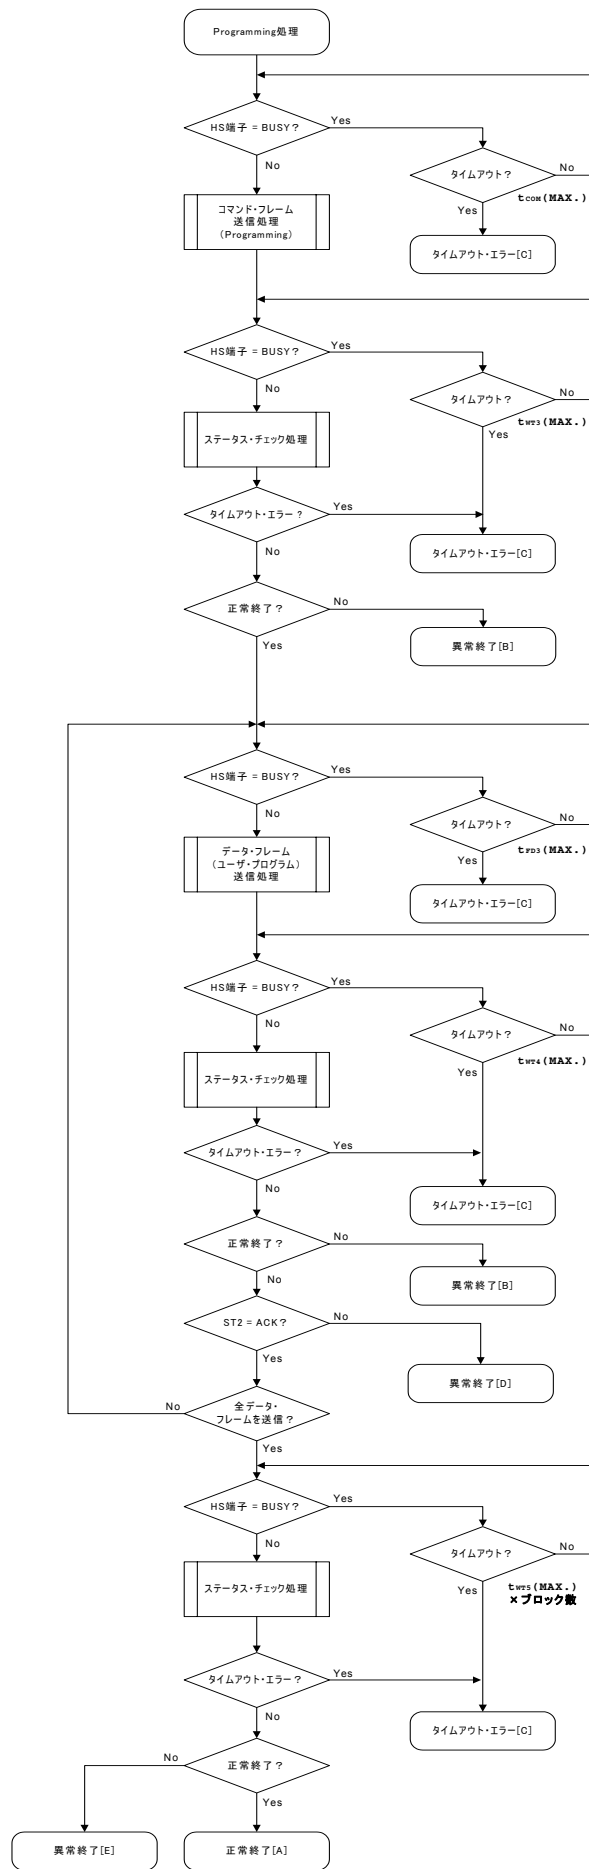 Programming処理
HS端子 = BUSY?
Yes
No
タイムアウト?
No
tCOM(MAX.)
Yes
コマンド・フレーム
送信処理
(Programming)
タイムアウト・エラー[C]
HS端子 = BUSY?
Yes
No
タイムアウト?
No
tWT3(MAX.)
Yes
ステータス・チェック処理
タイムアウト・エラー?
Yes
No
タイムアウト・エラー[C]
正常終了?
No
Yes
異常終了[B]
HS端子 = BUSY?
Yes
No
タイムアウト?
No
tFD3(MAX.)
Yes
データ・フレーム
(ユーザ・プログラム)
送信処理
タイムアウト・エラー[C]
HS端子 = BUSY?
Yes
No
タイムアウト?
No
tWT4(MAX.)
Yes
ステータス・チェック処理
タイムアウト・エラー?
Yes
No
タイムアウト・エラー[C]
正常終了?
No
No
異常終了[B]
ST2 = ACK?
No
Yes
異常終了[D]
全データ・
フレームを送信?
No
Yes
HS端子 = BUSY?
Yes
No
タイムアウト?
No
tWT5(MAX.)
×ブロック数
Yes
ステータス・チェック処理
タイムアウト・エラー?
Yes
No
タイムアウト・エラー[C]
正常終了?
No
Yes
異常終了[E]
正常終了[A]